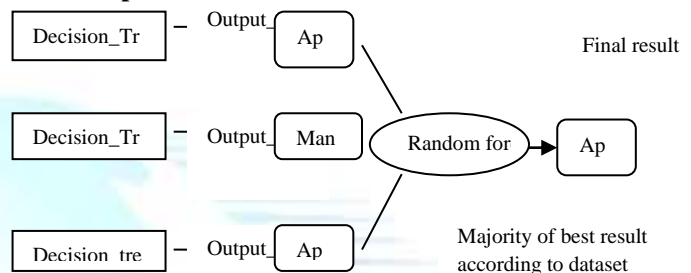 Decision_Tr
Output_
Ap
Final result
Decision_Tr
Output_
Man
Random for
Ap
Decision_tre
Output_
Ap
Majority of best result
according to dataset